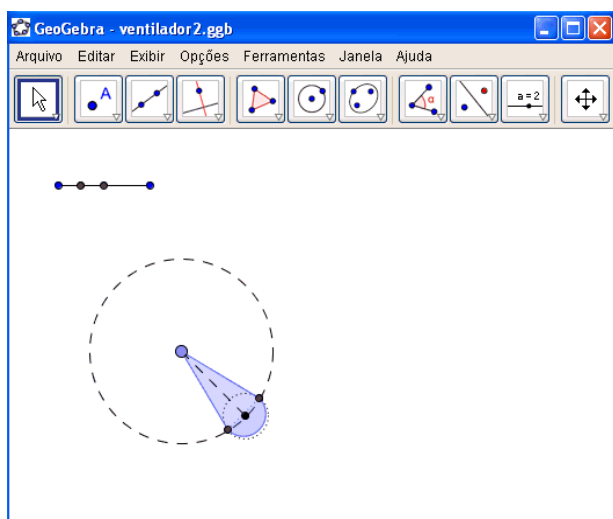 GeoGebra - ventilador2.ggb
Arquivo Editar Exibir Opções Ferramentas Janela Ajuda
A α a=2